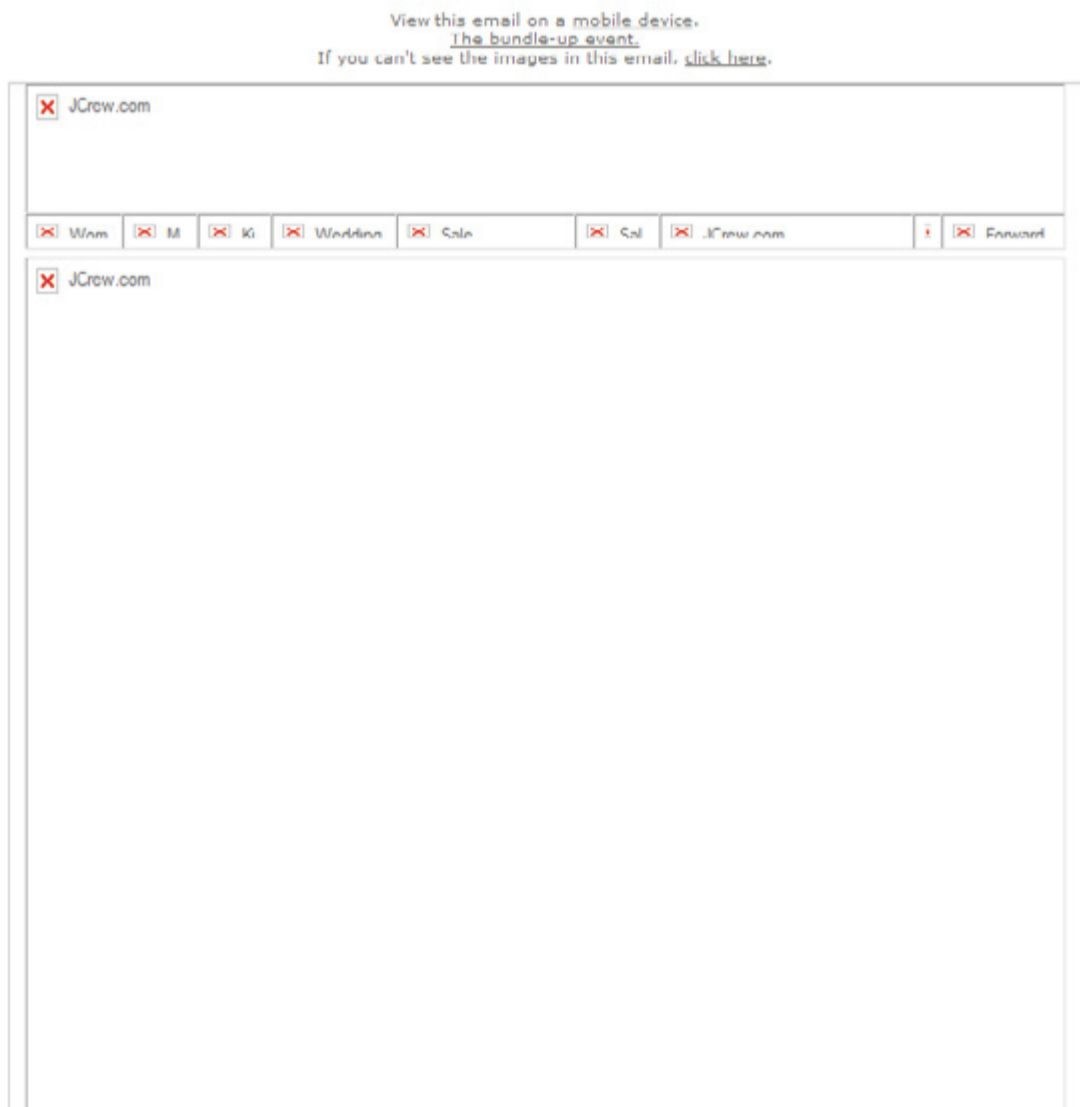 View this email on a mobile device.
The bundle-up event.
If you can't see the images in this email, click here.
JCrew.com
Wom M Ki Wedding Sale Sal JCrew.com Forward
JCrew.com